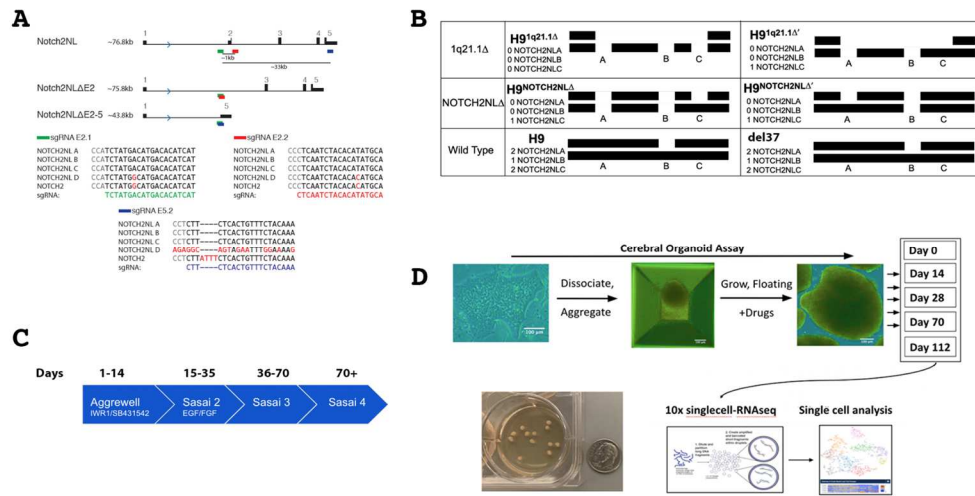 A
1 2 3 4 5
Notch2NL ~76.8kb
~1kb
~33kb
1 3 4 5
Notch2NLΔE2 ~75.8kb
1 5
Notch2NLΔE2-5 ~43.8kb
sgRNA E2.1
NOTCH2NL A CCATCTATGACATGACACATCAT
NOTCH2NL B CCATCTATGACATGACACATCAT
NOTCH2NL C CCATCTATGACATGACACATCAT
NOTCH2NL D CCATCTATGGCATGACACATCAT
NOTCH2 CCATCTATGGCATGACACATCAT
sgRNA: TCTATGACATGACACATCAT
sgRNA E2.2
NOTCH2NL A CCCTCAATCTACACATATGCA
NOTCH2NL B CCCTCAATCTACACATATGCA
NOTCH2NL C CCCTCAATCTACACATATGCA
NOTCH2NL D CCCTCAATCTACACACATGCA
NOTCH2 CCCTCAATCTACACATATGCA
sgRNA: CTCAATCTACACATATGCA
sgRNA E5.2
NOTCH2NL A CCTCTT----CTCACTGTTTCTACAAA
NOTCH2NL B CCTCTT----CTCACTGTTTCTACAAA
NOTCH2NL C CCTCTT----CTCACTGTTTCTACAAA
NOTCH2NL D AGAGGC----AGTAGAATTTGGAAAAG
NOTCH2 CCTCTTATTTCTCACTGTTTCTACAAA
sgRNA: CTT----CTCACTGTTTCTACAAA
B
1q21.1Δ
H9 1q21.1Δ
0 NOTCH2NLA
0 NOTCH2NLB
0 NOTCH2NLC
A B C
H9 1q21.1Δ'
0 NOTCH2NLA
0 NOTCH2NLB
1 NOTCH2NLC
A B C
NOTCH2NLΔ
H9 NOTCH2NLΔ
0 NOTCH2NLA
0 NOTCH2NLB
1 NOTCH2NLC
H9 NOTCH2NLΔ'
0 NOTCH2NLA
0 NOTCH2NLB
1 NOTCH2NLC
Wild Type
H9
2 NOTCH2NLA
1 NOTCH2NLB
2 NOTCH2NLC
A B C
del37
2 NOTCH2NLA
1 NOTCH2NLB
2 NOTCH2NLC
A B C
C
Days 1-14 15-35 36-70 70+
Aggrewell Sasai 2 Sasai 3 Sasai 4
IWR1/SB431542 EGF/FGF
D
Cerebral Organoid Assay
Dissociate,
Aggregate
Grow, Floating
+Drugs
100 µm
Day 0
Day 14
Day 28
Day 70
Day 112
10x singlecell-RNAseq
Single cell analysis